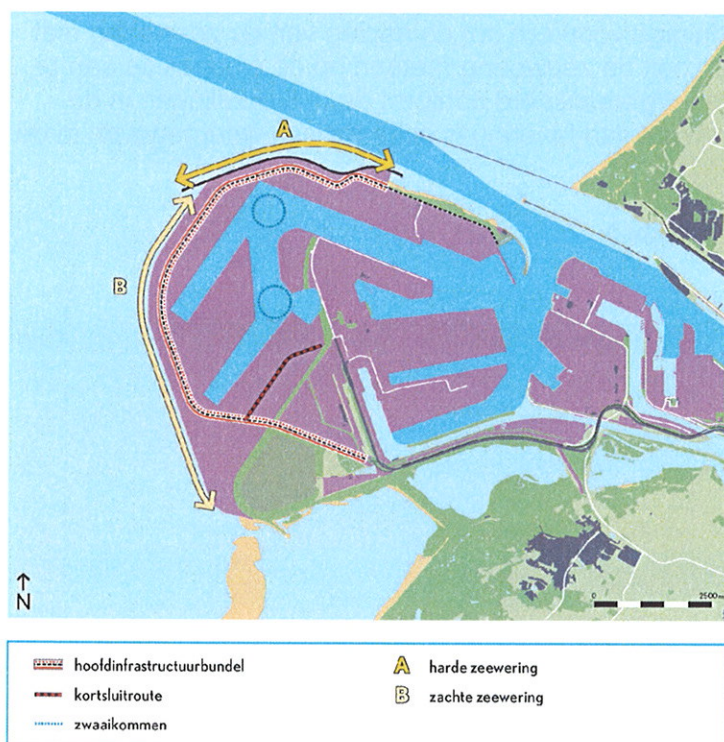 A
B
N
0 2500m
hoofdinfrastructuurbundel
kortsluitroute
zwaaikommen
A harde zeewering
B zachte zeewering